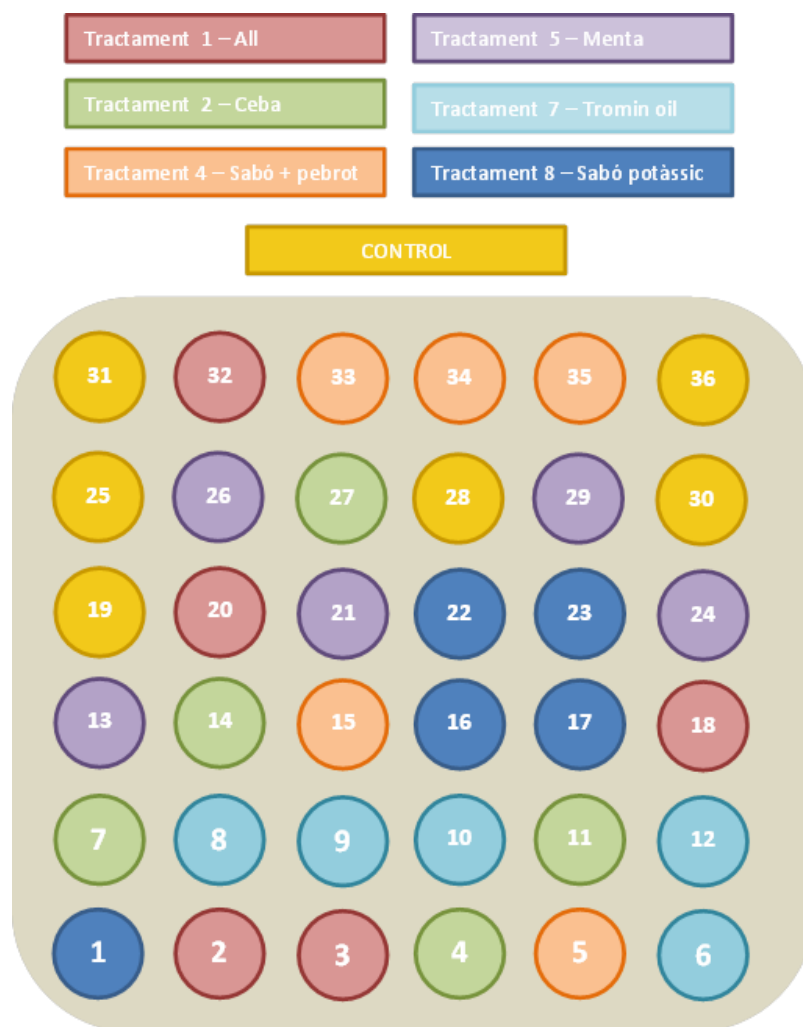 Tractament 1 – All
Tractament 5 – Menta
Tractament 2 – Ceba
Tractament 7 – Tromin oil
Tractament 4 – Sabó + pebrot
Tractament 8 – Sabó potàssic
CONTROL
31 32 33 34 35 36
25 26 27 28 29 30
19 20 21 22 23 24
13 14 15 16 17 18
7 8 9 10 11 12
1 2 3 4 5 6